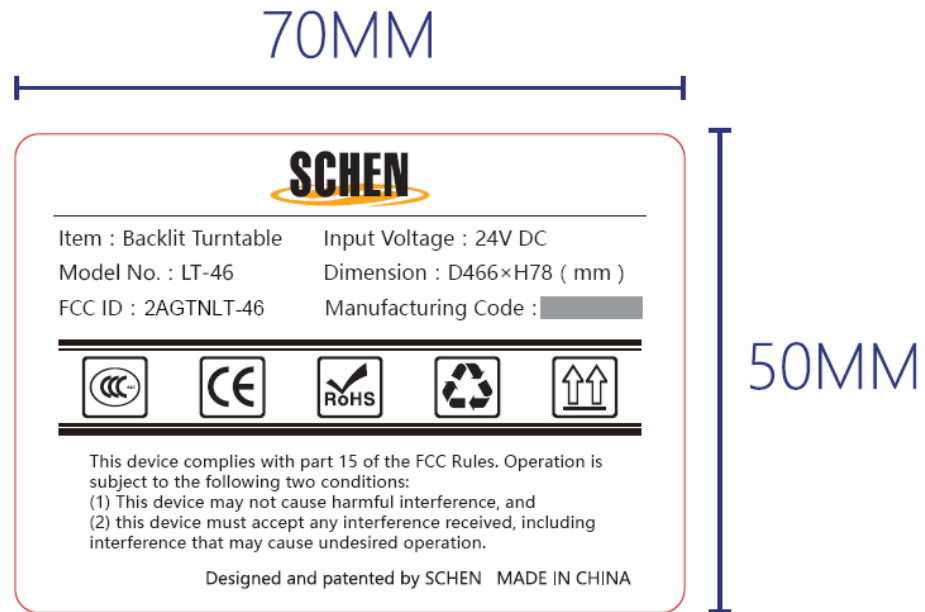 70MM
50MM
SCHEN
Item : Backlit Turntable
Input Voltage : 24V DC
Model No. : LT-46
Dimension : D466×H78 ( mm )
FCC ID : 2AGTNLT-46
Manufacturing Code :
CE
RoHS
This device complies with part 15 of the FCC Rules. Operation is
subject to the following two conditions:
(1) This device may not cause harmful interference, and
(2) this device must accept any interference received, including
interference that may cause undesired operation.
Designed and patented by SCHEN MADE IN CHINA